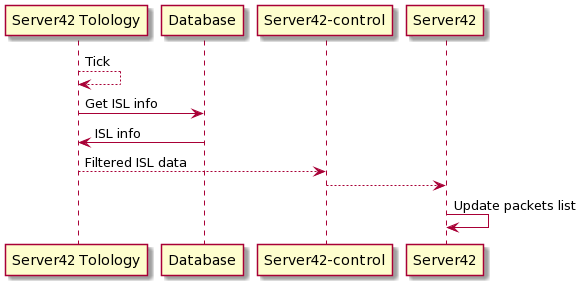 Server42 Tolology Database Server42-control Server42
Tick
Get ISL info
ISL info
Filtered ISL data
Update packets list
Server42 Tolology Database Server42-control Server42